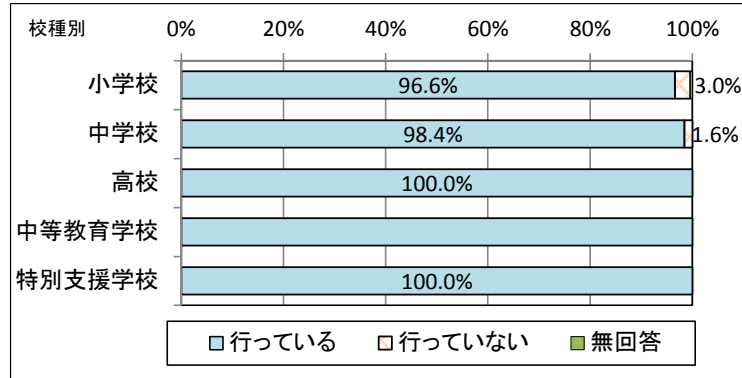 校種別 0% 20% 40% 60% 80% 100%
小学校 96.6% 3.0%
中学校 98.4% 1.6%
高校 100.0%
中等教育学校
特別支援学校 100.0%
行っている 行っていない 無回答